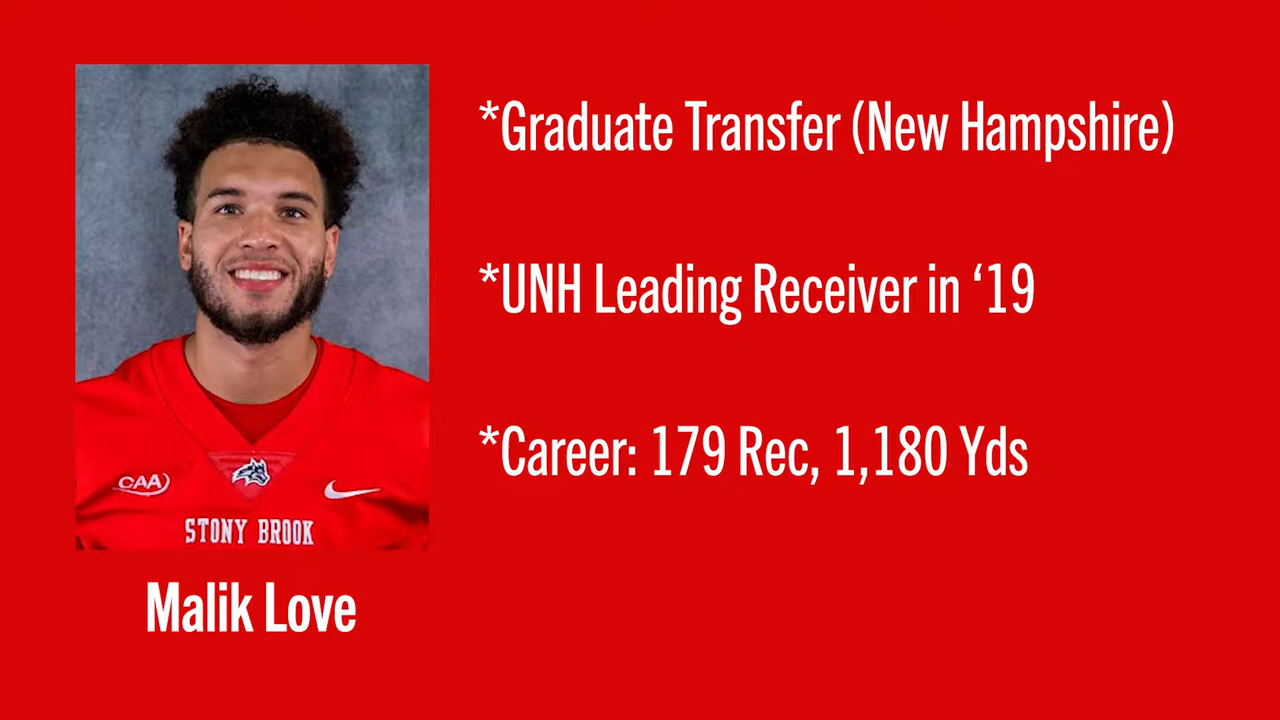 *Graduate Transfer (New Hampshire)
*UNH Leading Receiver in ‘19
*Career: 179 Rec, 1,180 Yds
CAA
STONY BROOK
Malik Love